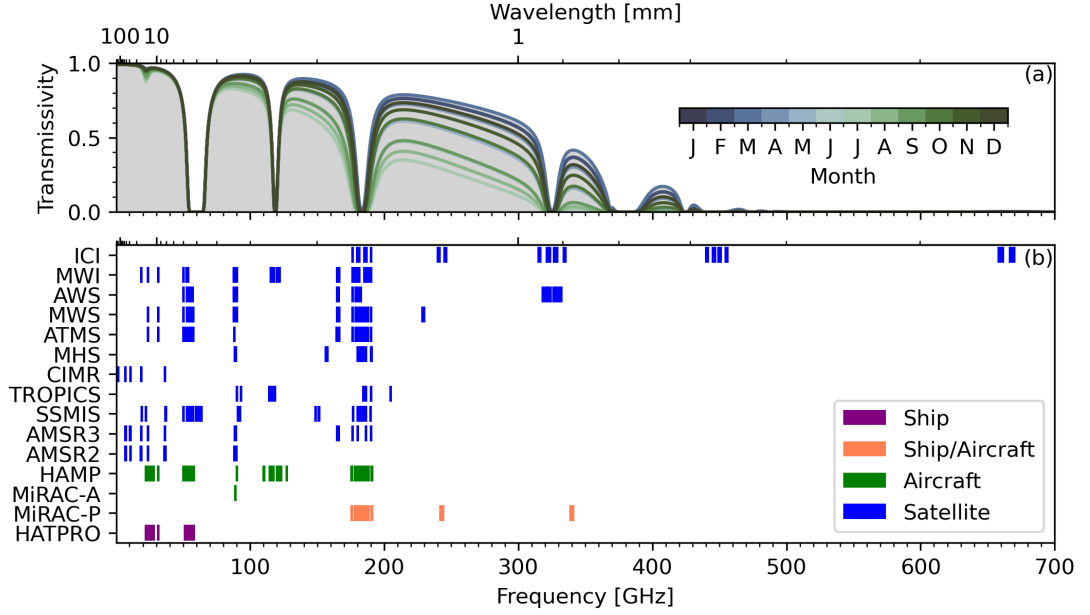 Wavelength [mm]
100 10 1
Transmissivity
1.0
0.5
0.0
(a)
J F M A M J J A S O N D
Month
(b)
ICI
MWI
AWS
MWS
ATMS
MHS
CIMR
TROPICS
SSMIS
AMSR3
AMSR2
HAMP
MiRAC-A
MiRAC-P
HATPRO
Ship
Ship/Aircraft
Aircraft
Satellite
100 200 300 400 500 600 700
Frequency [GHz]